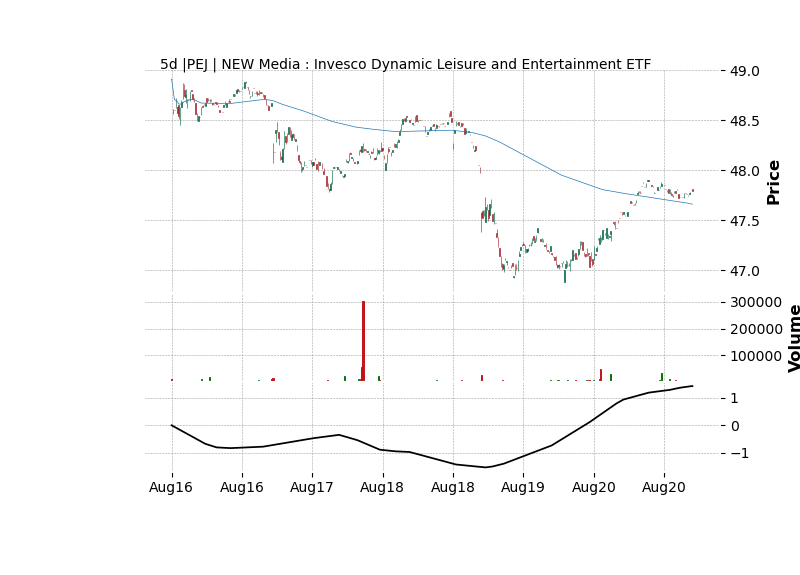 5d |PEJ | NEW Media : Invesco Dynamic Leisure and Entertainment ETF
49.0
48.5
48.0
47.5
47.0
Price
300000
200000
100000
Volume
1
0
−1
Aug16 Aug16 Aug17 Aug18 Aug18 Aug19 Aug20 Aug20